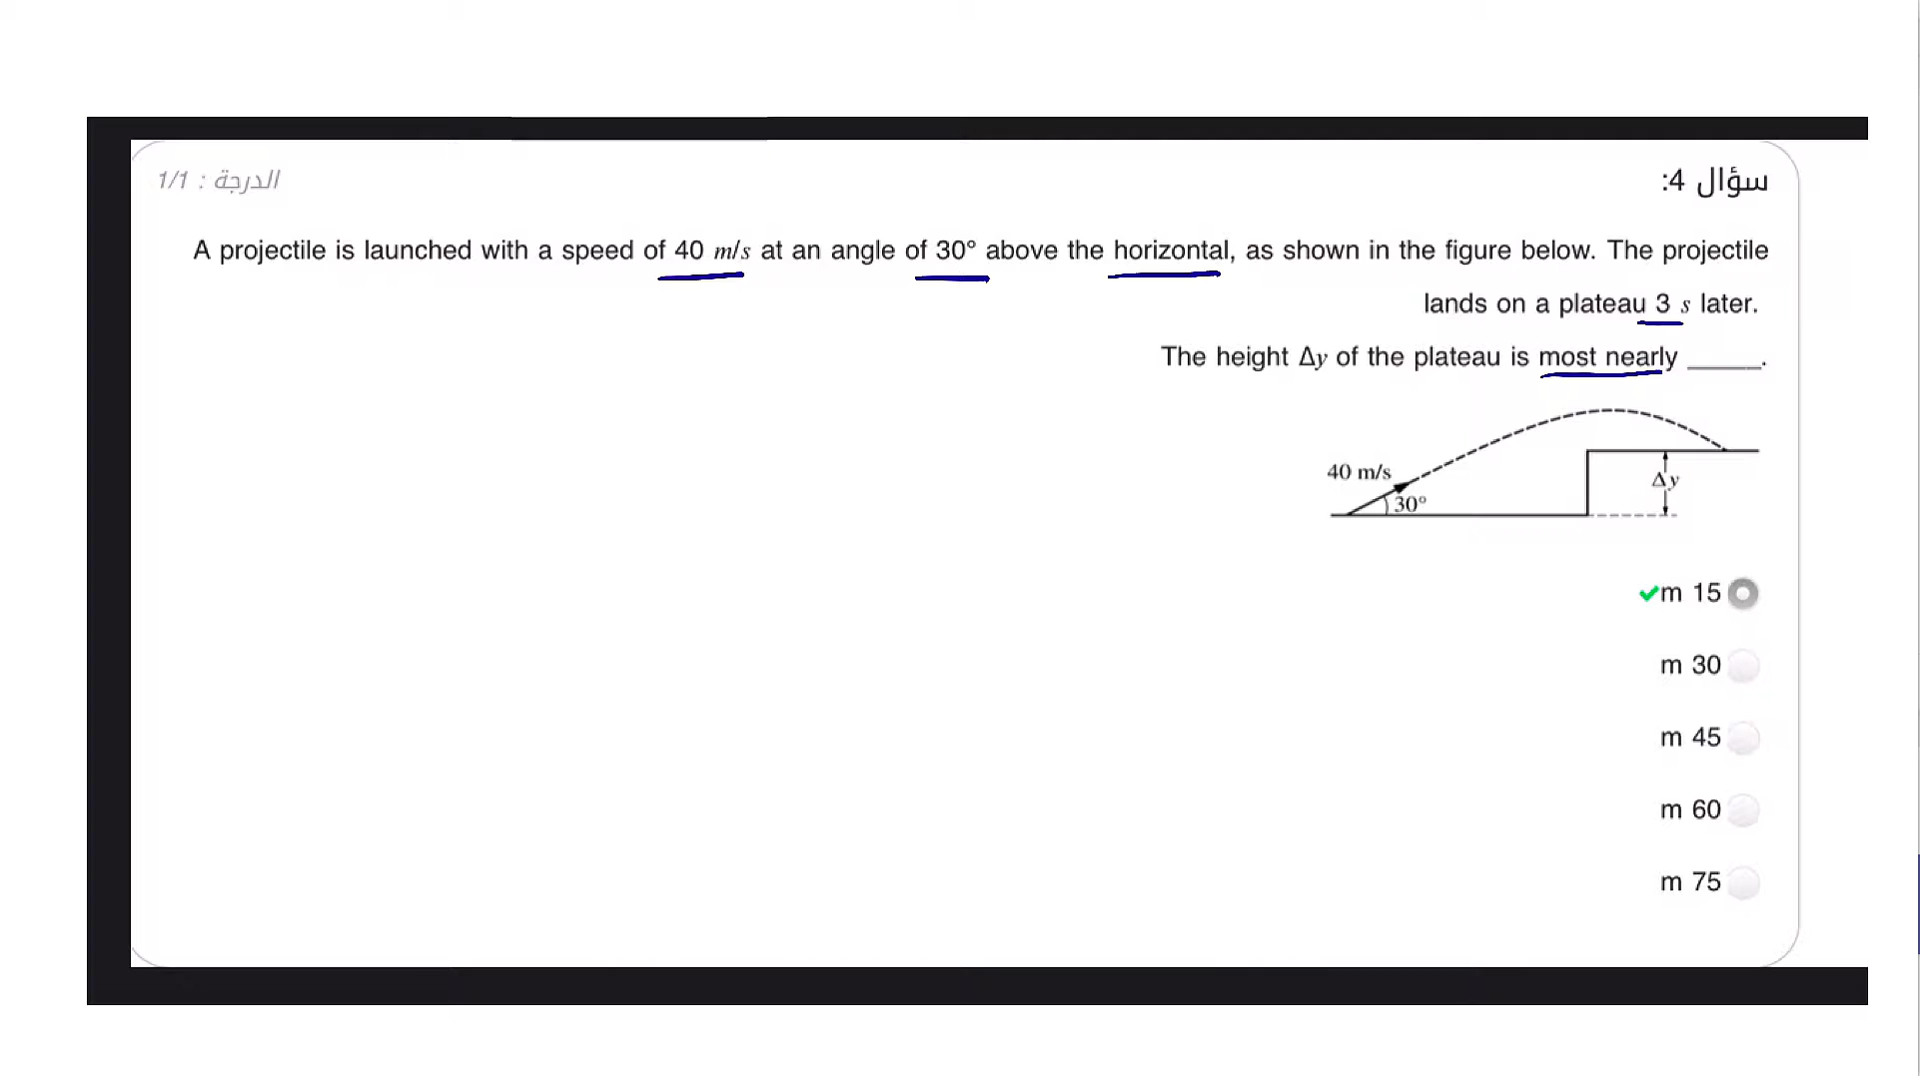 سؤال 4:
الدرجة : 1/1
A projectile is launched with a speed of 40 m/s at an angle of 30° above the horizontal, as shown in the figure below. The projectile
lands on a plateau 3 s later.
The height Δy of the plateau is most nearly _____.
40 m/s
30°
Δy
m 15
m 30
m 45
m 60
m 75